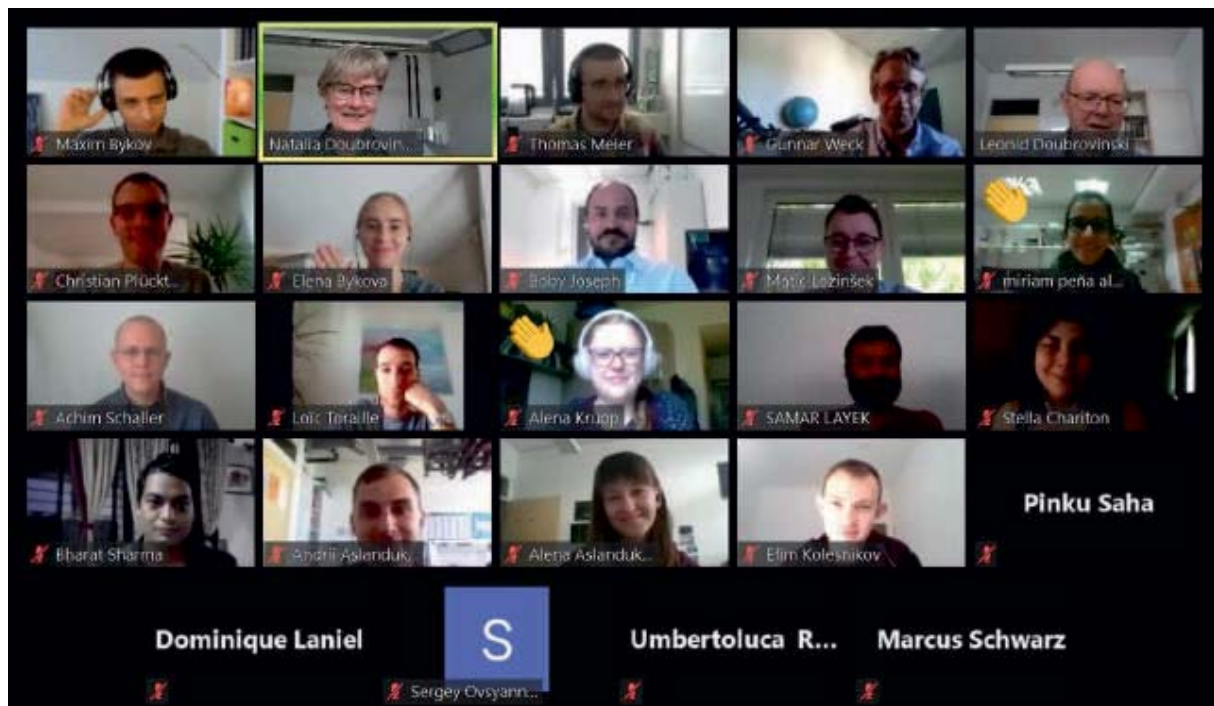 Maxim Bykov
Natalia Doubrovin...
Thomas Meier
Gunnar Weck
Leonid Doubrovinski
Christian Plückt...
Elena Bykova
Boby Joseph
Matic Lozinšek
miriam peña al...
Achim Schaller
Loïc Toraille
Alena Krupp
SAMAR LAYEK
Stella Chariton
Bharat Sharma
Andrii Aslanduk...
Alena Aslanduk...
Efim Kolesnikov
Pinku Saha
Dominique Laniel
S
Sergey Ovsyann...
Umbertoluca R...
Marcus Schwarz